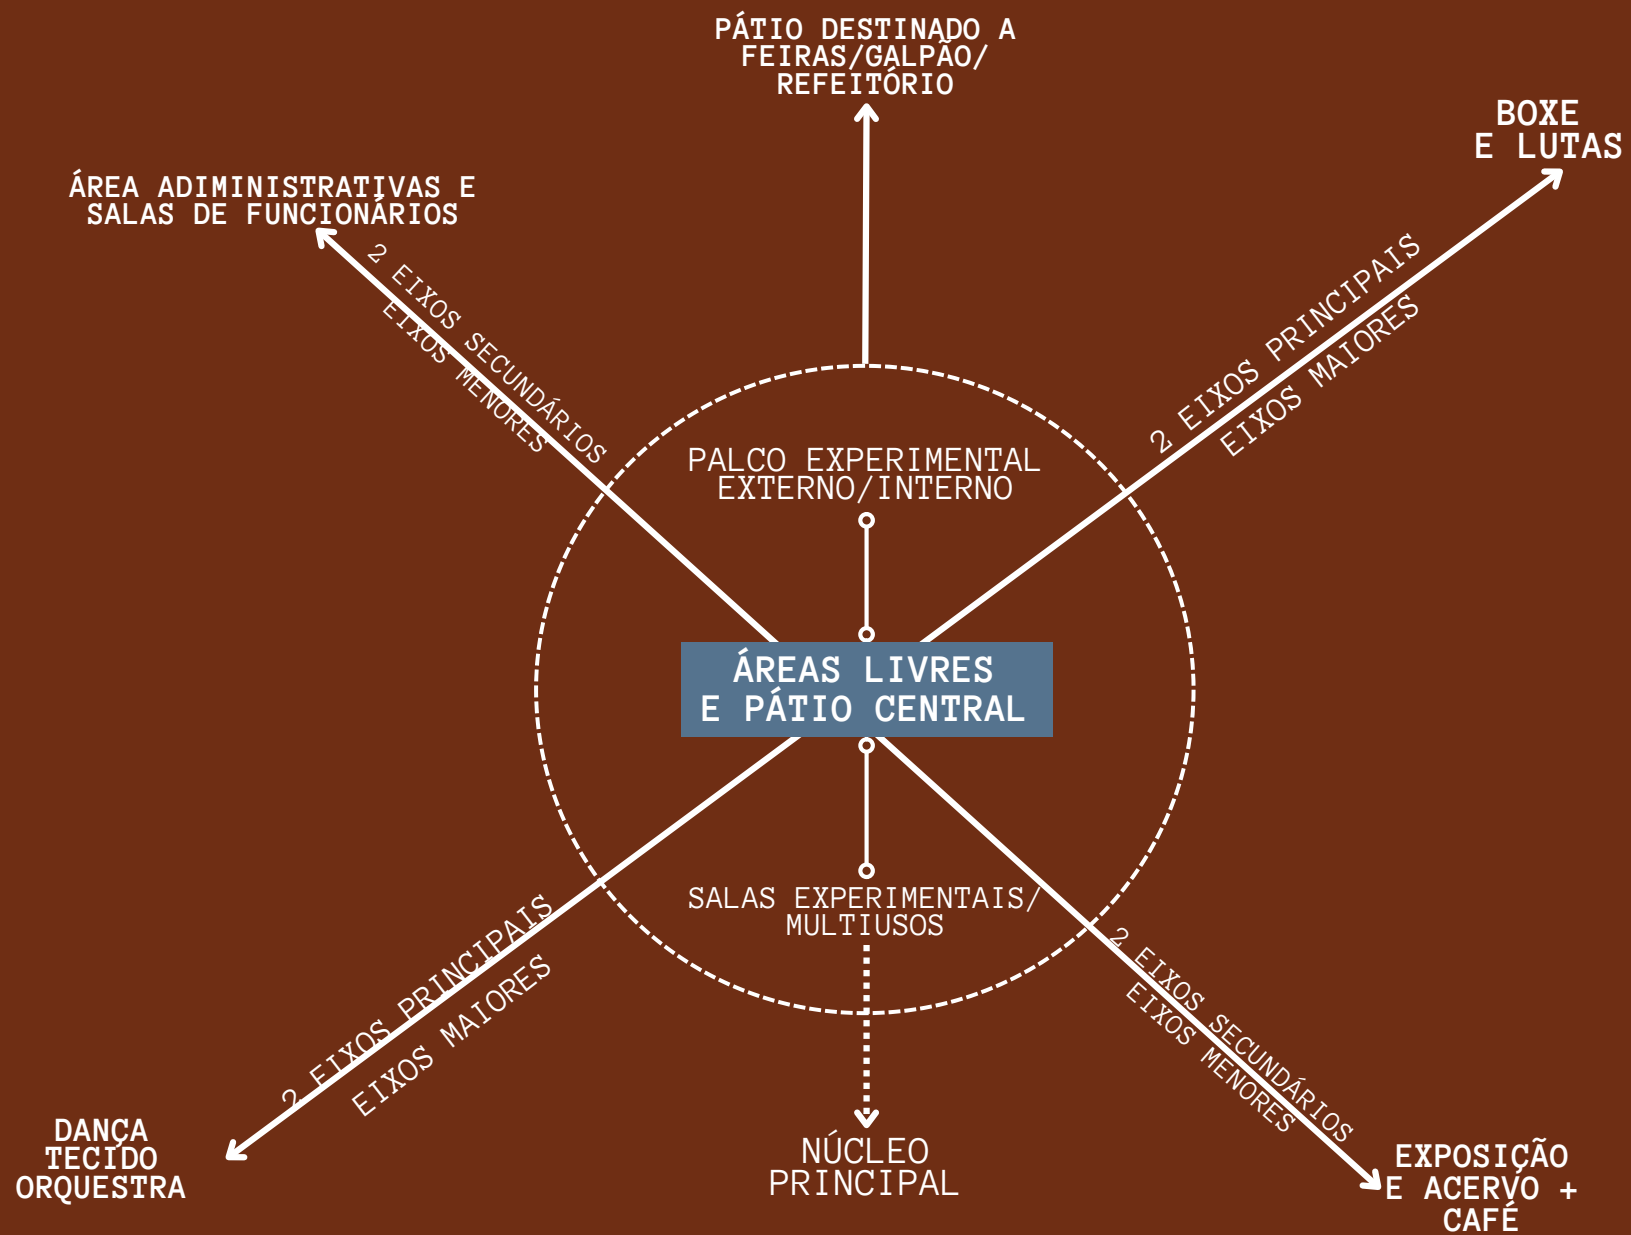 PÁTIO DESTINADO A
FEIRAS/GALPÃO/
REFEITÓRIO
BOXE
E LUTAS
ÁREA ADIMINISTRATIVAS E
SALAS DE FUNCIONÁRIOS
2 EIXOS SECUNDÁRIOS
EIXOS MENORES
2 EIXOS PRINCIPAIS
EIXOS MAIORES
PALCO EXPERIMENTAL
EXTERNO/INTERNO
ÁREAS LIVRES
E PÁTIO CENTRAL
SALAS EXPERIMENTAIS/
MULTIUSOS
2 EIXOS PRINCIPAIS
EIXOS MAIORES
2 EIXOS SECUNDÁRIOS
EIXOS MENORES
DANÇA
TECIDO
ORQUESTRA
NÚCLEO
PRINCIPAL
EXPOSIÇÃO
E ACERVO +
CAFÉ